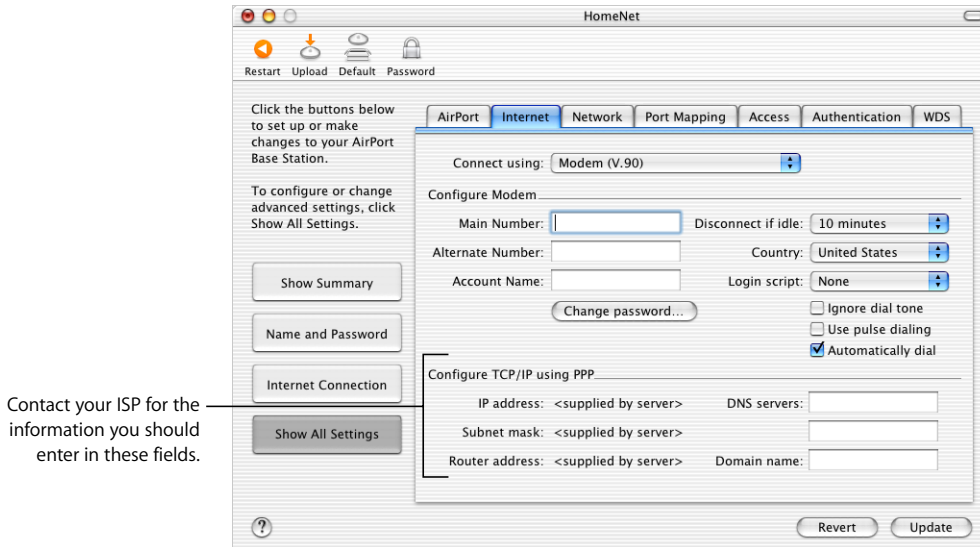 HomeNet
Restart Upload Default Password
Click the buttons below
to set up or make
changes to your AirPort
Base Station.
To configure or change
advanced settings, click
Show All Settings.
Show Summary
Name and Password
Internet Connection
Show All Settings
AirPort Internet Network Port Mapping Access Authentication WDS
Connect using: Modem (V.90)
Configure Modem
Main Number: Disconnect if idle: 10 minutes
Alternate Number: Country: United States
Account Name: Login script: None
Change password... Ignore dial tone
Use pulse dialing
Automatically dial
Configure TCP/IP using PPP
IP address: <supplied by server> DNS servers:
Subnet mask: <supplied by server>
Router address: <supplied by server> Domain name:
Contact your ISP for the
information you should
enter in these fields.
? Revert Update